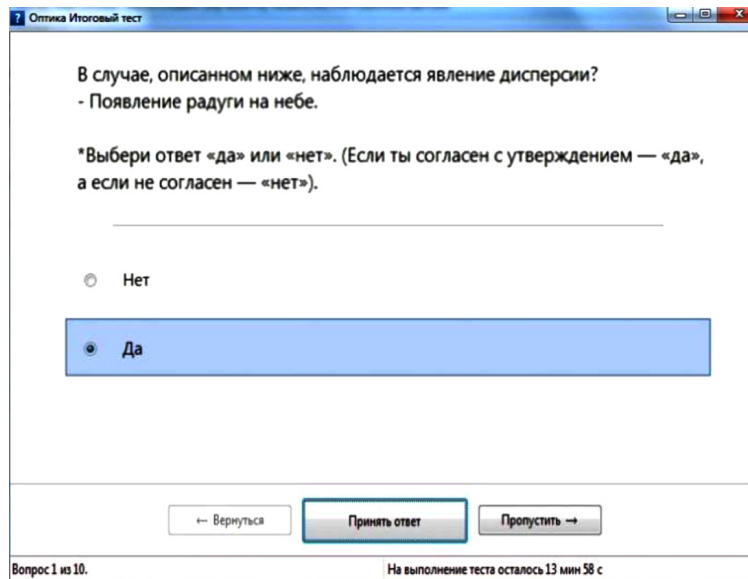 Оптика Итоговый тест
В случае, описанном ниже, наблюдается явление дисперсии?
- Появление радуги на небе.
*Выбери ответ «да» или «нет». (Если ты согласен с утверждением — «да»,
а если не согласен — «нет»).
Нет
Да
← Вернуться
Принять ответ
Пропустить →
Вопрос 1 из 10.
На выполнение теста осталось 13 мин 58 с